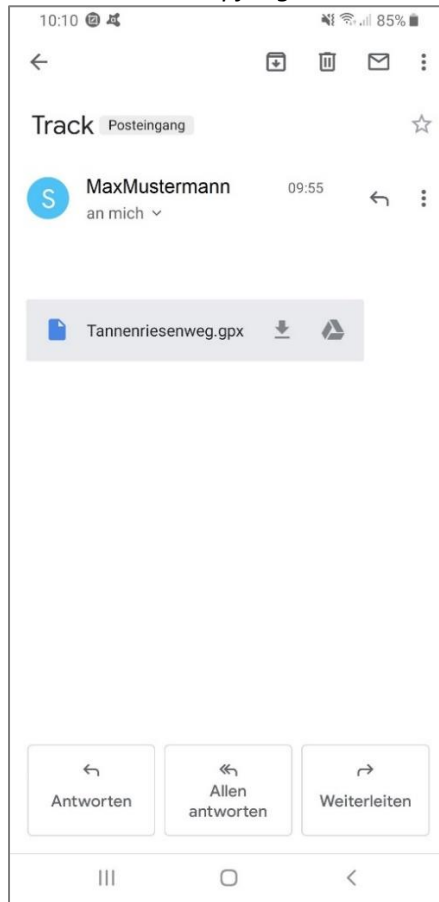 10:10 85%
Track Posteingang
S MaxMustermann 09:55
an mich
Tannenriesenweg.gpx
Antworten
Allen
antworten
Weiterleiten